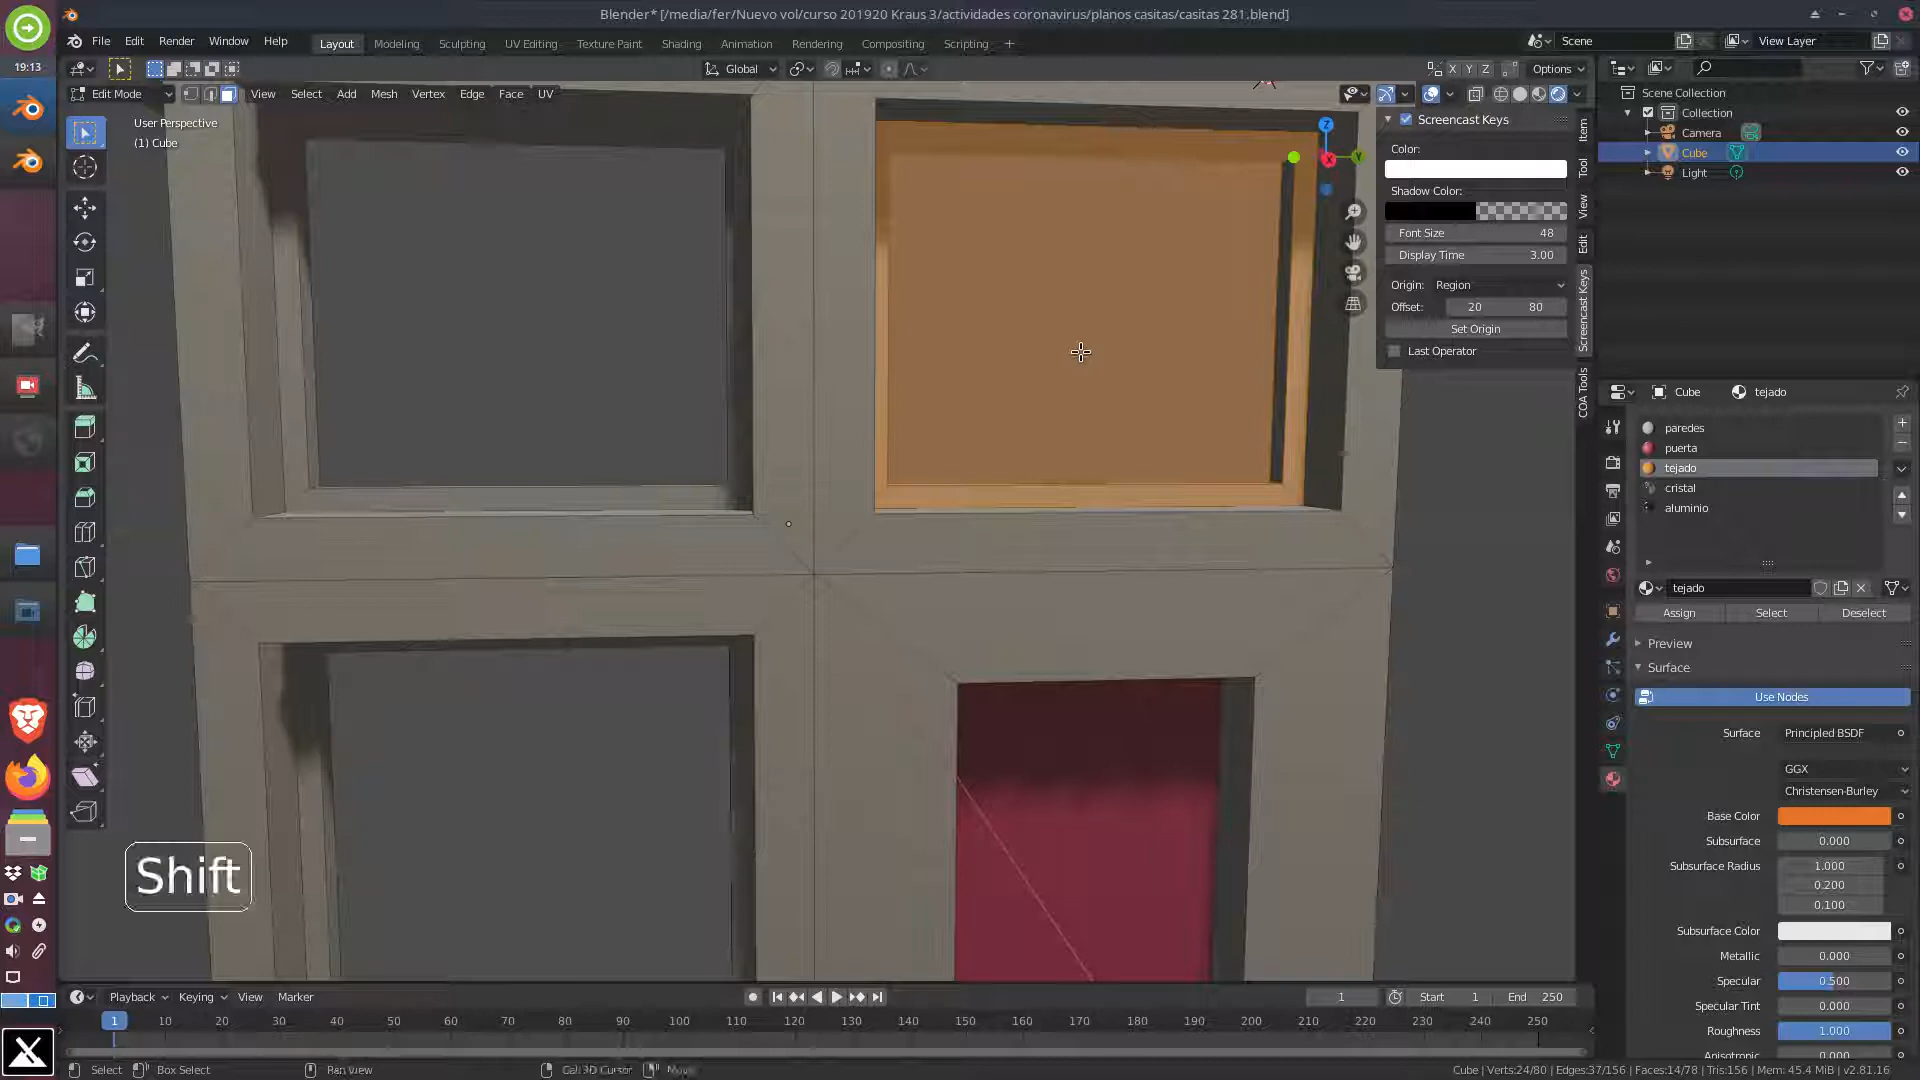 Blender* [/media/fer/Nuevo vol/curso 201920 Kraus 3/actividades coronavirus/planos casitas/casitas 281.blend]
File Edit Render Window Help
Layout Modeling Sculpting UV Editing Texture Paint Shading Animation Rendering Compositing Scripting +
Scene
View Layer
19:13
Global
X Y Z
Options
Edit Mode View Select Add Mesh Vertex Edge Face UV
User Perspective
(1) Cube
Z
X
Y
Screencast Keys
Color:
Shadow Color:
Font Size 48
Display Time 3.00
Origin: Region
Offset: 20 80
Set Origin
Last Operator
Item
Tool
View
Edit
Screencast Keys
COA Tools
Scene Collection
Collection
Camera
Cube
Light
Cube tejado
paredes
puerta
tejado
cristal
aluminio
tejado
Assign Select Deselect
Preview
Surface
Use Nodes
Surface Principled BSDF
GGX
Christensen-Burley
Base Color
Subsurface 0.000
Subsurface Radius 1.000
0.200
0.100
Subsurface Color
Metallic 0.000
Specular 0.500
Specular Tint 0.000
Roughness 1.000
Anisotropic 0.000
Shift
Playback Keying View Marker
1
Start 1
End 250
1 10 20 30 40 50 60 70 80 90 100 110 120 130 140 150 160 170 180 190 200 210 220 230 240 250
Select Box Select
Move
Cube | Verts:24/80 | Edges:37/156 | Faces:14/78 | Tris:156 | Mem: 45.4 MiB | v2.81.16